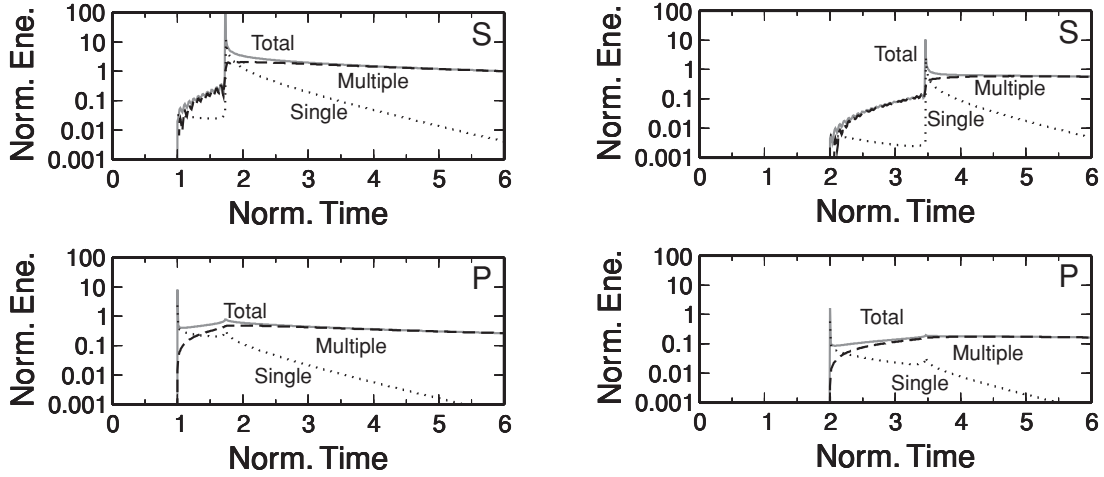 Norm. Ene.
100
10
1
0.1
0.01
0.001
S
Total
Multiple
Single
0 1 2 3 4 5 6
Norm. Time
Norm. Ene.
100
10
1
0.1
0.01
0.001
S
Total
Multiple
Single
0 1 2 3 4 5 6
Norm. Time
Norm. Ene.
100
10
1
0.1
0.01
0.001
P
Total
Multiple
Single
0 1 2 3 4 5 6
Norm. Time
Norm. Ene.
100
10
1
0.1
0.01
0.001
P
Total
Multiple
Single
0 1 2 3 4 5 6
Norm. Time